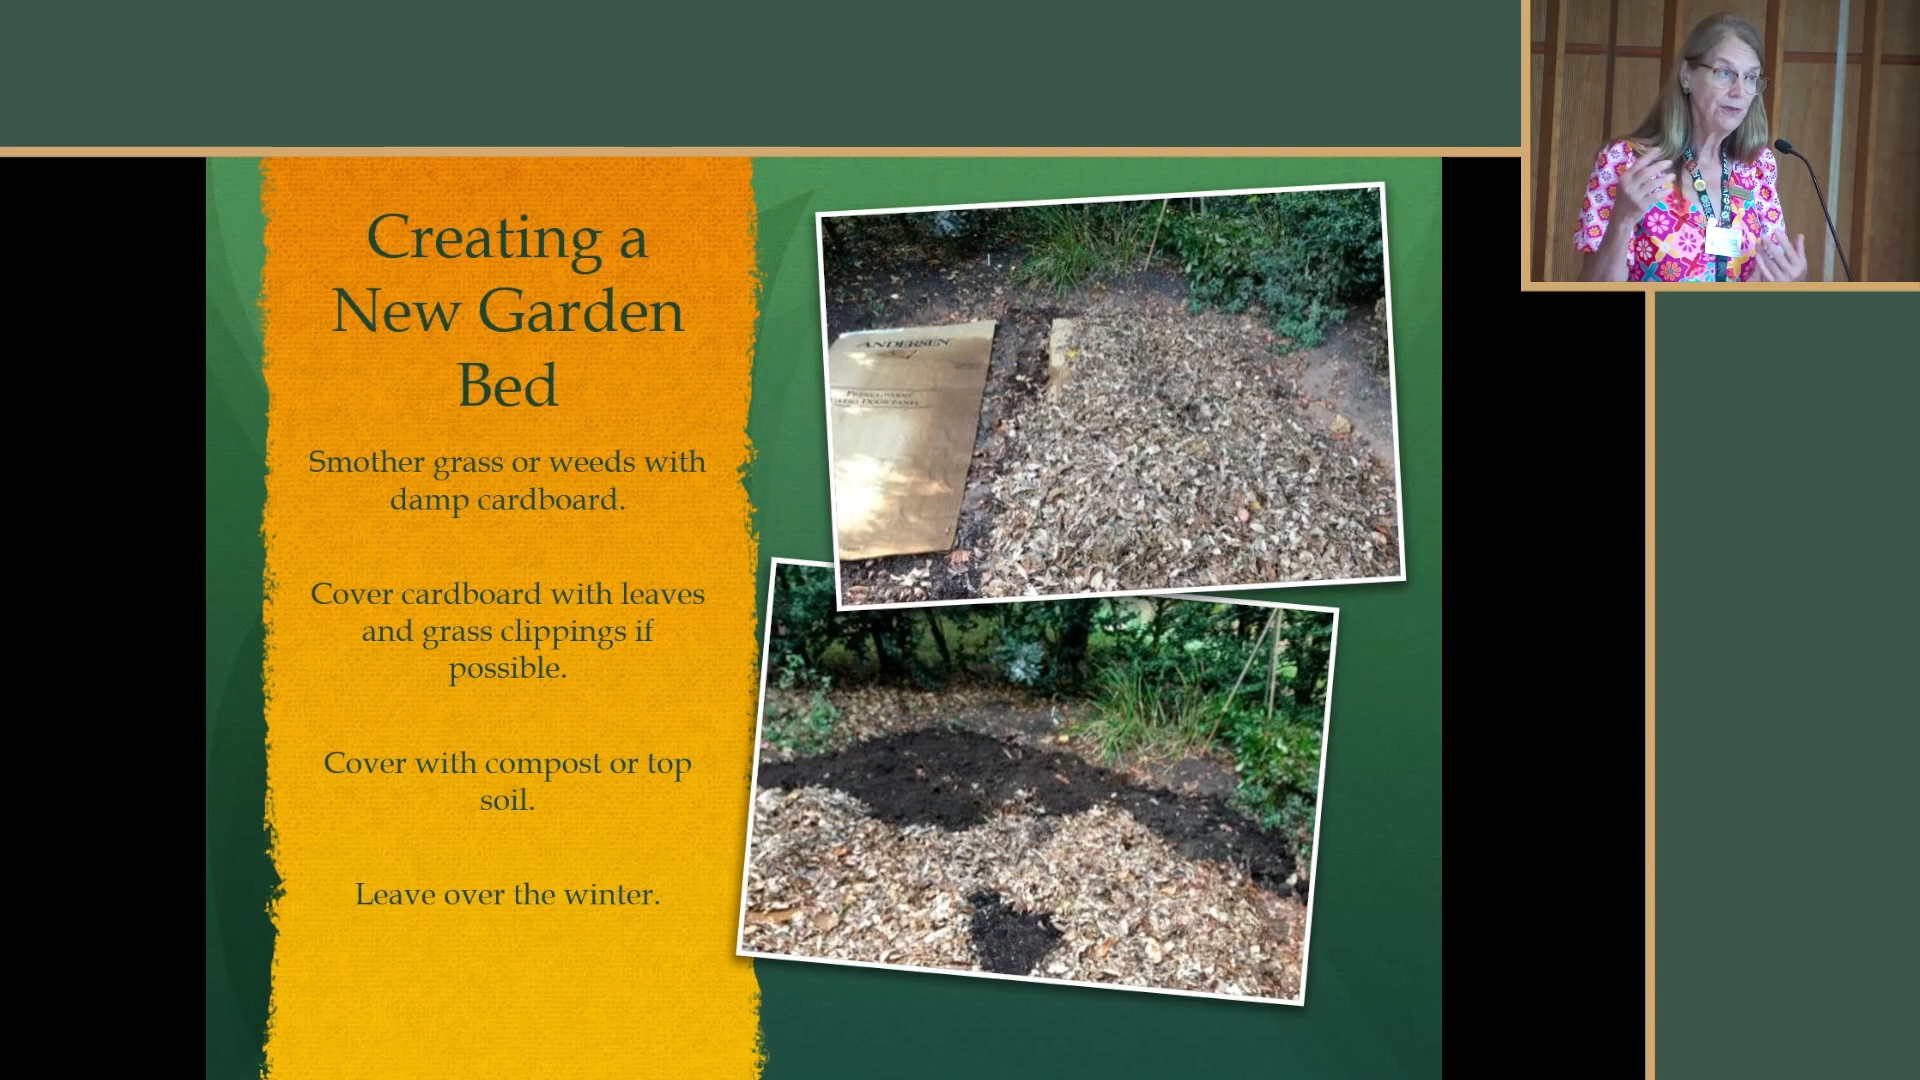 Creating a
New Garden
Bed
Smother grass or weeds with
damp cardboard.
Cover cardboard with leaves
and grass clippings if
possible.
Cover with compost or top
soil.
Leave over the winter.
ANDERSEN